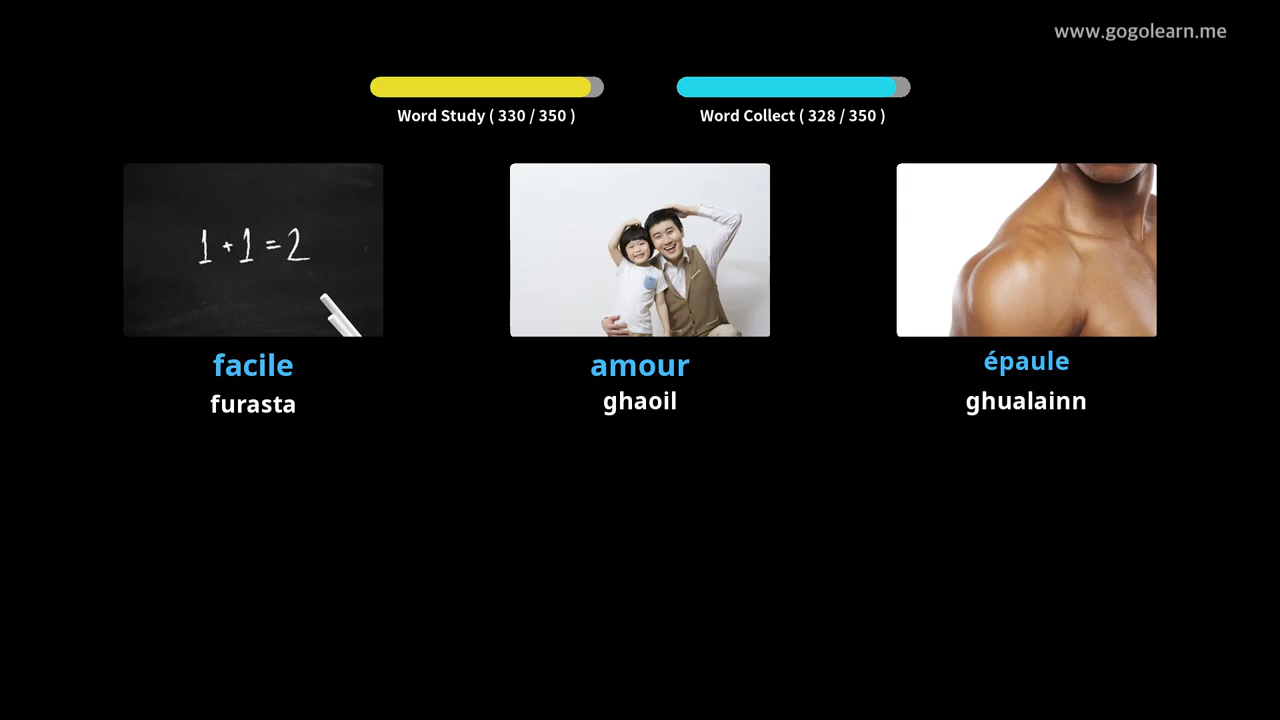 www.gogolearn.me
Word Study ( 330 / 350 )
Word Collect ( 328 / 350 )
1 + 1 = 2
facile
furasta
amour
ghaoil
épaule
ghualainn